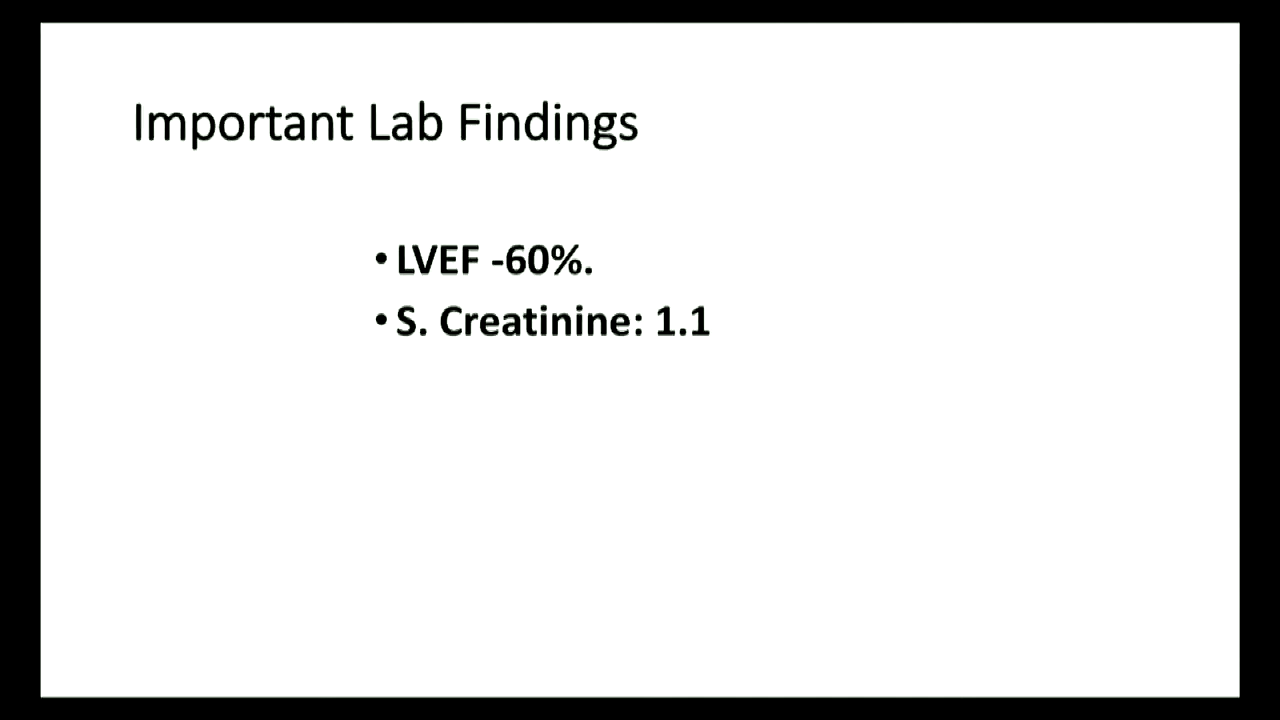 Important Lab Findings
• LVEF -60%.
• S. Creatinine: 1.1